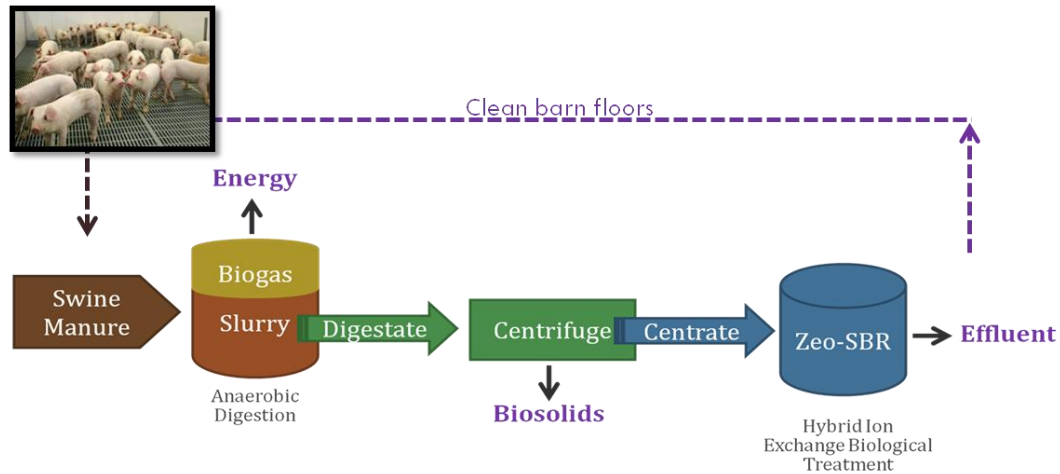 Clean barn floors
Energy
Biogas
Swine
Manure
Slurry
Digestate
Centrifuge
Centrate
Zeo-SBR
Effluent
Anaerobic
Digestion
Biosolids
Hybrid Ion
Exchange Biological
Treatment